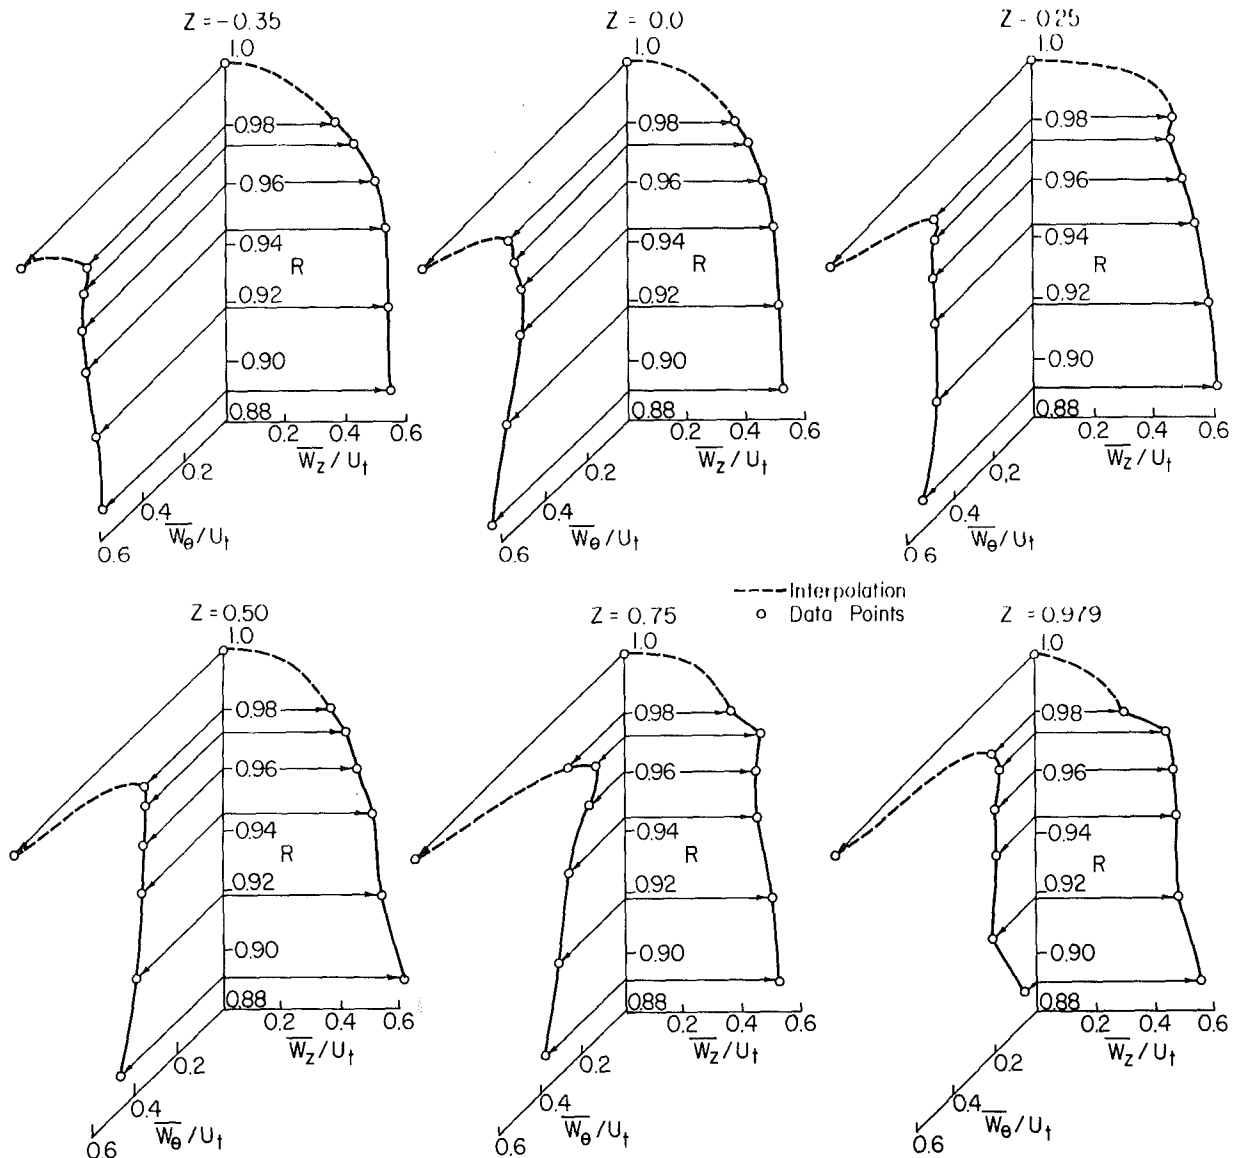 Z = -0.35
1.0
0.98
0.96
0.94
R
0.92
0.90
0.88
0.2 0.4 0.6
W̅z/Ut
0.2
0.4
0.6
W̅θ/Ut
Z = 0.0
1.0
0.98
0.96
0.94
R
0.92
0.90
0.88
0.2 0.4 0.6
W̅z/Ut
0.2
0.4
0.6
W̅θ/Ut
Z - 0.25
1.0
0.98
0.96
0.94
R
0.92
0.90
0.88
0.2 0.4 0.6
W̅z/Ut
0.2
0.4
0.6
W̅θ/Ut
Interpolation
Data Points
Z = 0.50
1.0
0.98
0.96
0.94
R
0.92
0.90
0.88
0.2 0.4 0.6
W̅z/Ut
0.2
0.4
0.6
W̅θ/Ut
Z = 0.75
1.0
0.98
0.96
0.94
R
0.92
0.90
0.88
0.2 0.4 0.6
W̅z/Ut
0.2
0.4
0.6
W̅θ/Ut
Z = 0.979
1.0
0.98
0.96
0.94
R
0.92
0.90
0.88
0.2 0.4 0.6
W̅z/Ut
0.2
0.4
0.6
W̅θ/Ut